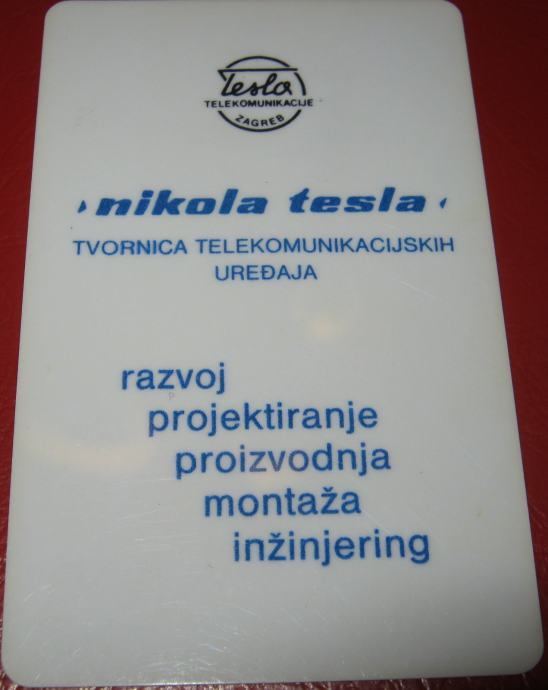 Tesla
TELEKOMUNIKACIJE
ZAGREB
›nikola tesla‹
TVORNICA TELEKOMUNIKACIJSKIH
UREĐAJA
razvoj
projektiranje
proizvodnja
montaža
inžinjering